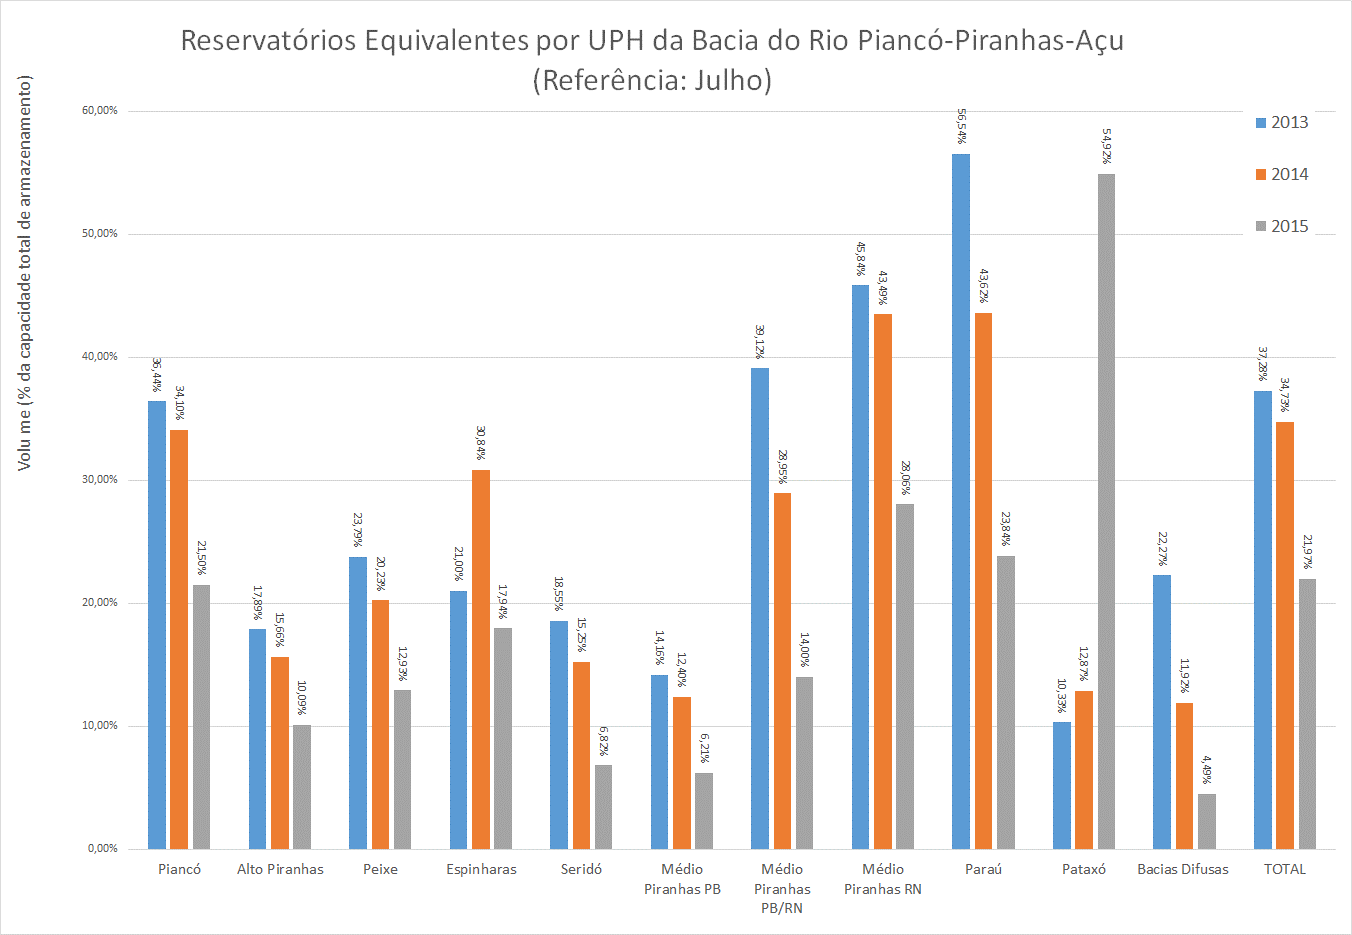 Reservatórios Equivalentes por UPH da Bacia do Rio Piancó-Piranhas-Açu
(Referência: Julho)
Volu me (% da capacidade total de armazenamento)
60,00%
50,00%
40,00%
30,00%
20,00%
10,00%
0,00%
2013
2014
2015
36,44%
34,10%
21,50%
17,89%
15,66%
10,09%
23,79%
20,23%
12,93%
21,00%
30,84%
17,94%
18,55%
15,25%
6,82%
14,16%
12,40%
6,21%
39,12%
28,95%
14,00%
45,84%
43,49%
28,06%
56,54%
43,62%
23,84%
10,33%
12,87%
54,92%
22,27%
11,92%
4,49%
37,28%
34,73%
21,97%
Piancó
Alto Piranhas
Peixe
Espinharas
Seridó
Médio
Piranhas PB
Médio
Piranhas
PB/RN
Médio
Piranhas RN
Paraú
Pataxó
Bacias Difusas
TOTAL